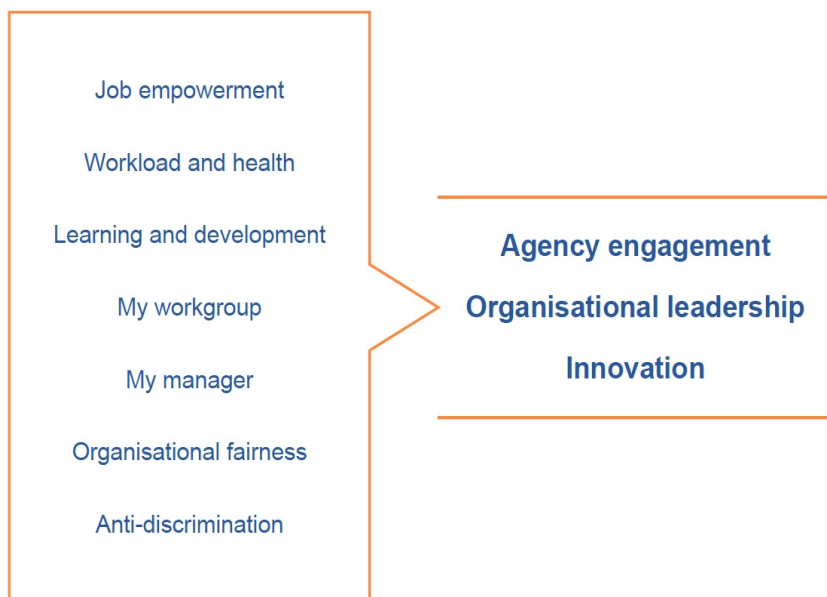 Job empowerment
Workload and health
Learning and development
My workgroup
My manager
Organisational fairness
Anti-discrimination
Agency engagement
Organisational leadership
Innovation